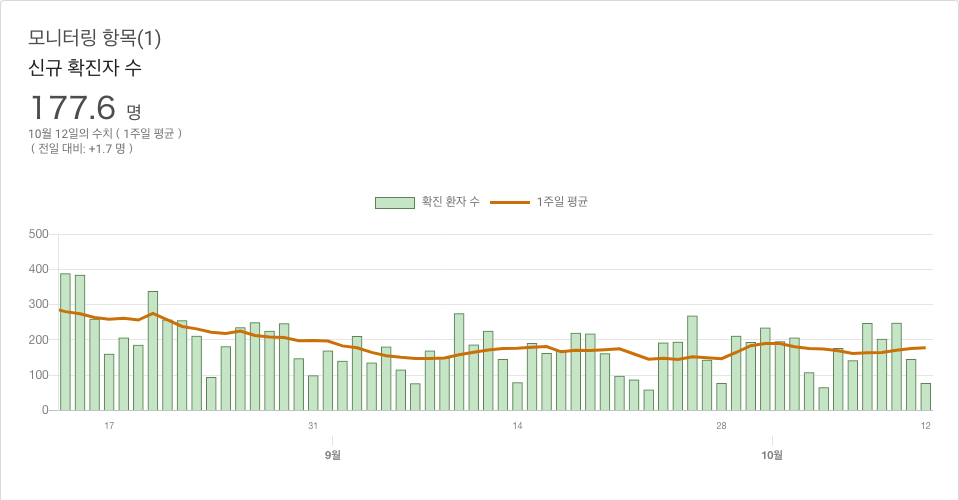 모니터링 항목(1)
신규 확진자 수
177.6 명
10월 12일의 수치 ( 1주일 평균 )
( 전일 대비: +1.7 명 )
확진 환자 수 1주일 평균
500
400
300
200
100
0
17 31 14 28 12
9월 10월